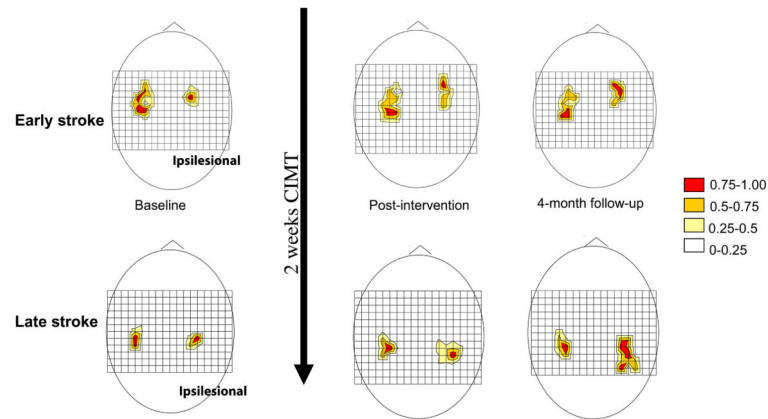 Early stroke
Ipsilesional
Baseline
2 weeks CIMT
Post-intervention
4-month follow-up
0.75-1.00
0.5-0.75
0.25-0.5
0-0.25
Late stroke
Ipsilesional